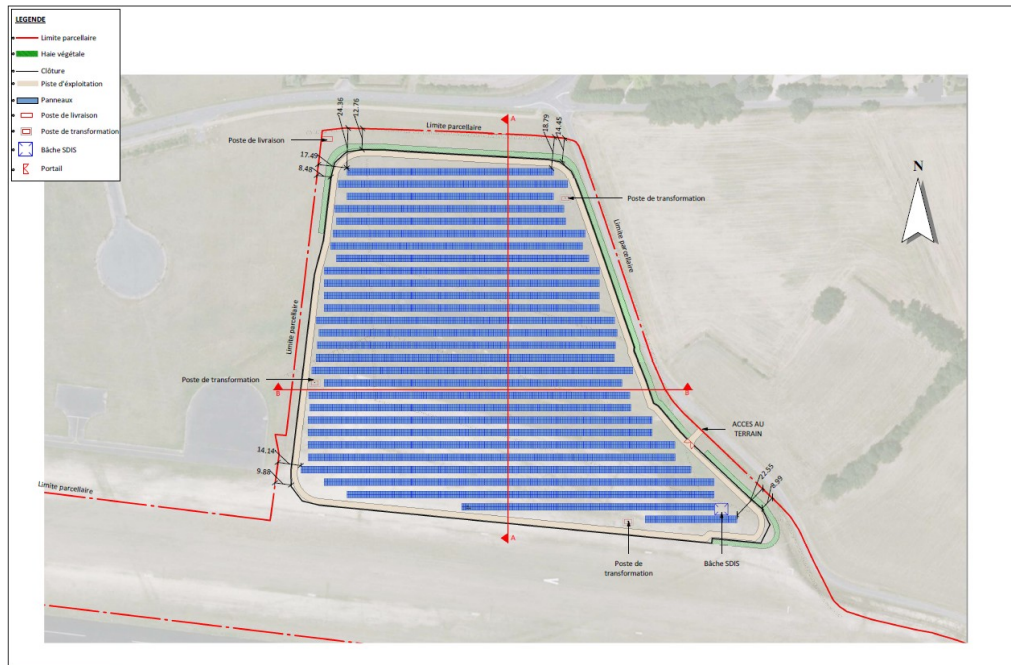 LEGENDE
Limite parcellaire
Haie végétale
Clôture
Piste d'éxploitation
Panneaux
Poste de livraison
Poste de transformation
Bâche SDIS
Portail
24.36
12.76
Limite parcellaire
A
18.79
14.45
Poste de livraison
17.49
8.48
N
Poste de transformation
Limite parcellaire
Limite parcellaire
Poste de transformation
B
B
ACCES AU
TERRAIN
14.14
9.88
Limite parcellaire
22.55
8.99
A
Poste de
transformation
Bâche SDIS